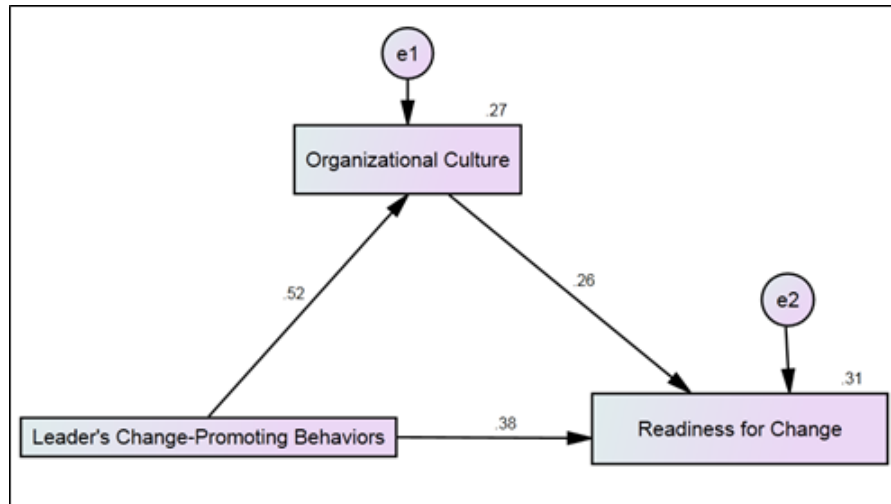 e1
.27
Organizational Culture
.52
.26
e2
.31
Leader's Change-Promoting Behaviors
.38
Readiness for Change